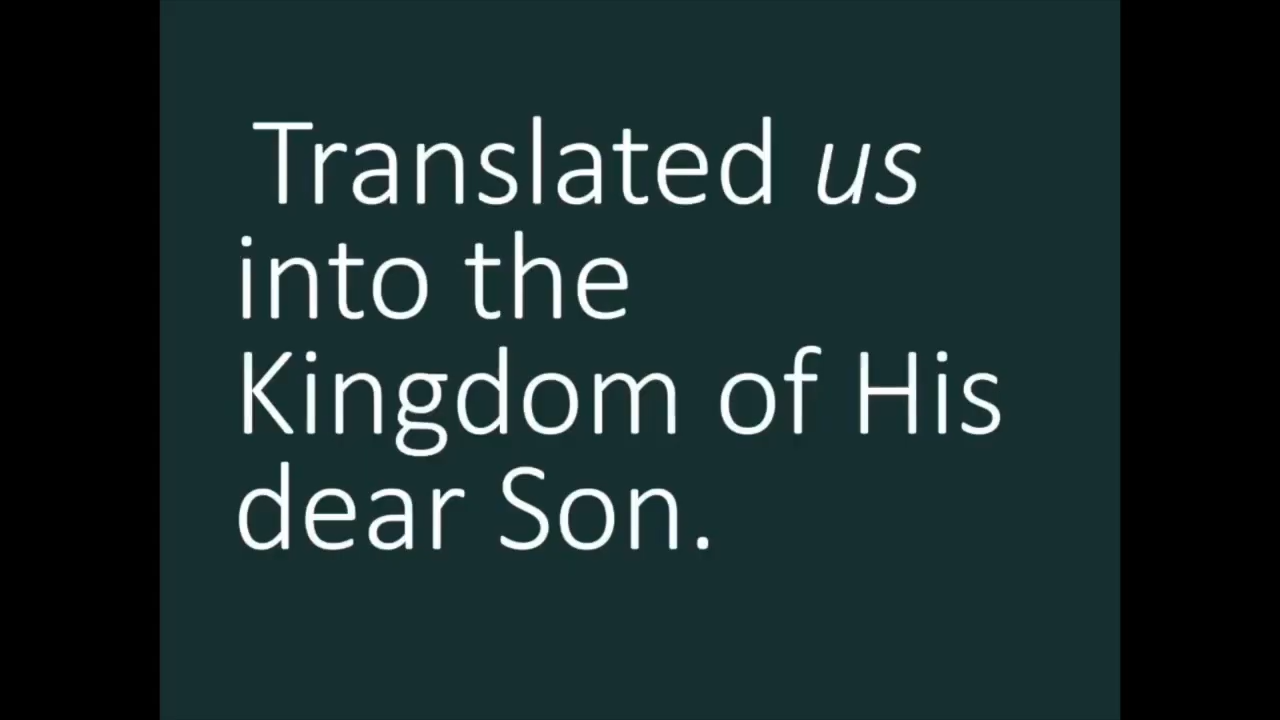 Translated us
into the
Kingdom of His
dear Son.